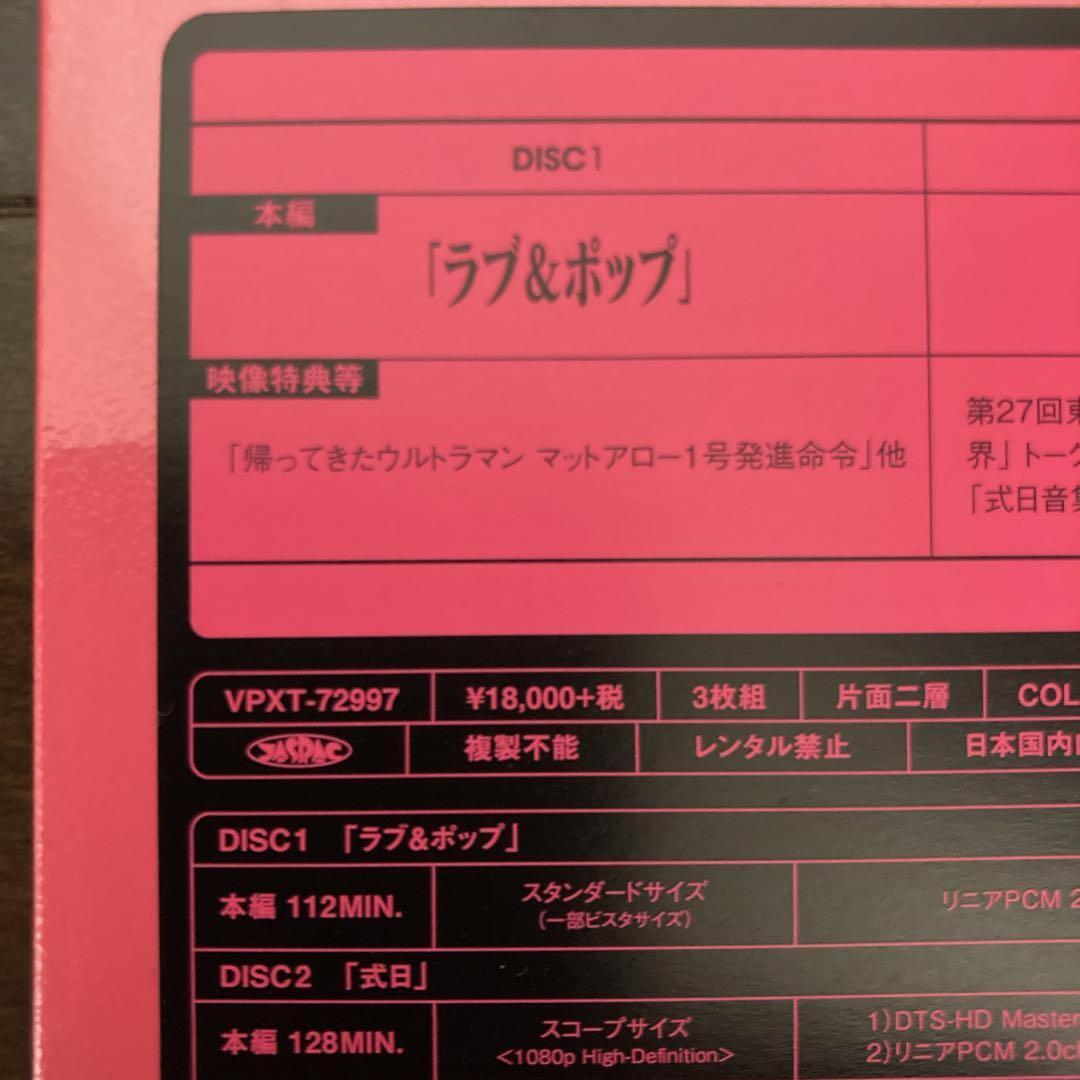 DISC1
本編
「ラブ&ポップ」
映像特典等
「帰ってきたウルトラマン マットアロー1号発進命令」他
第27回東
界」トーク
「式日音集
VPXT-72997 ¥18,000+税 3枚組 片面二層 COL
JASRAC 複製不能 レンタル禁止 日本国内
DISC1 「ラブ&ポップ」
本編 112MIN. スタンダードサイズ
(一部ビスタサイズ)
リニアPCM 2
DISC2 「式日」
本編 128MIN. スコープサイズ
<1080p High-Definition>
1)DTS-HD Master
2)リニアPCM 2.0ch